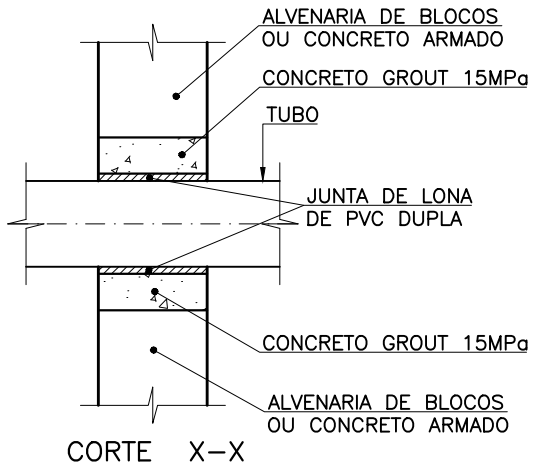 ALVENARIA DE BLOCOS
OU CONCRETO ARMADO
CONCRETO GROUT 15MPa
TUBO
JUNTA DE LONA
DE PVC DUPLA
CONCRETO GROUT 15MPa
ALVENARIA DE BLOCOS
OU CONCRETO ARMADO
CORTE X-X